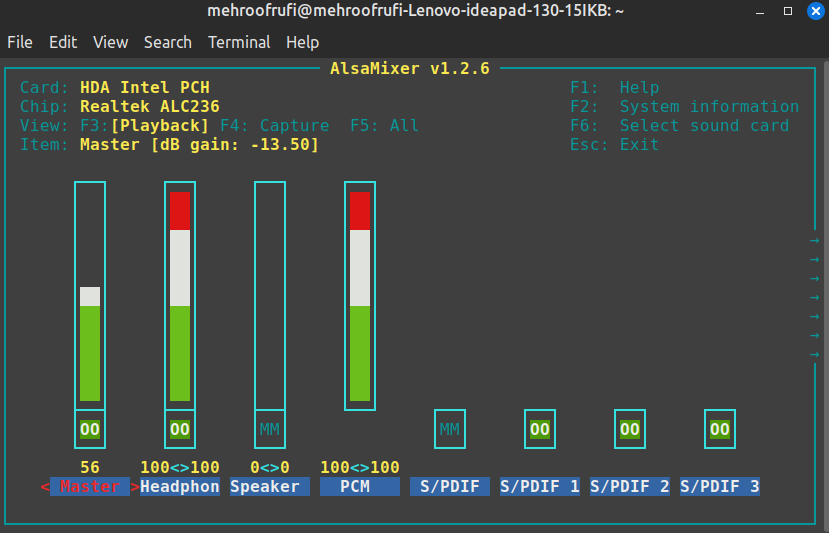 mehroofrufi@mehroofrufi-Lenovo-ideapad-130-15IKB: ~
File Edit View Search Terminal Help
AlsaMixer v1.2.6
Card: HDA Intel PCH F1: Help
Chip: Realtek ALC236 F2: System information
View: F3:[Playback] F4: Capture F5: All F6: Select sound card
Item: Master [dB gain: -13.50] Esc: Exit
→
→
→
→
→
→
→
OO OO MM MM OO OO OO
56 100<>100 0<>0 100<>100
< Master >Headphon Speaker PCM S/PDIF S/PDIF 1 S/PDIF 2 S/PDIF 3